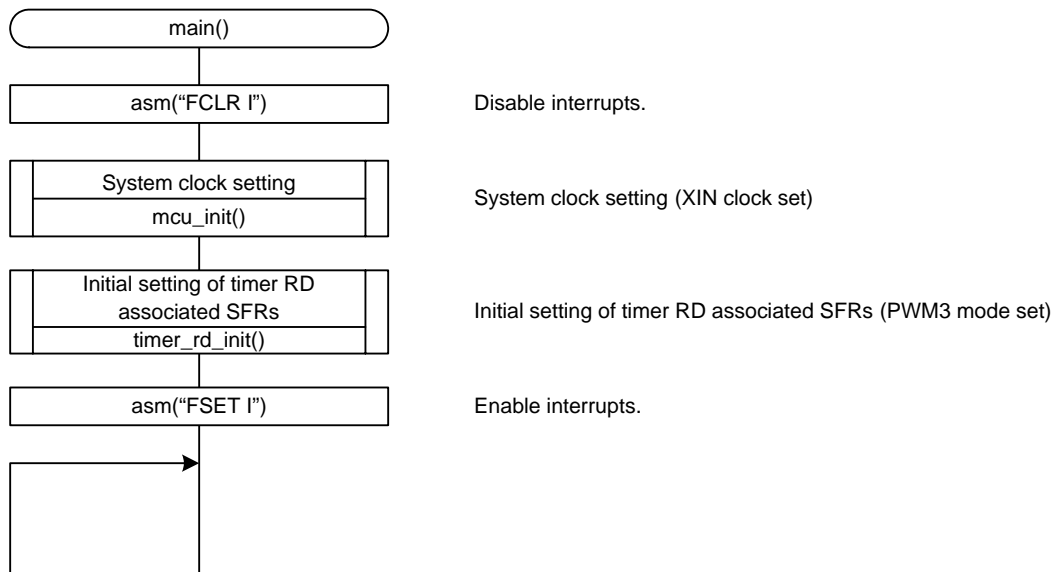 main()
asm(“FCLR I”)
Disable interrupts.
System clock setting
mcu_init()
System clock setting (XIN clock set)
Initial setting of timer RD
associated SFRs
timer_rd_init()
Initial setting of timer RD associated SFRs (PWM3 mode set)
asm(“FSET I”)
Enable interrupts.